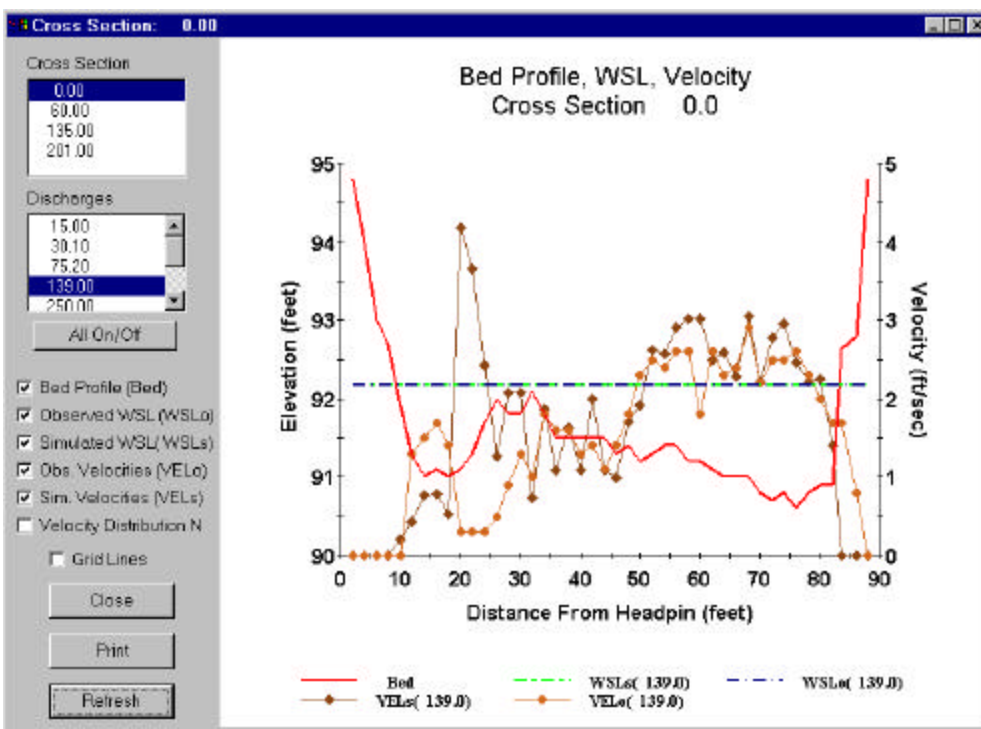 Cross Section: 0.00
Cross Section
0.00
60.00
135.00
201.00
Discharges
15.00
30.10
75.20
139.00
250.00
All On/Off
Bed Profile (Bed)
Observed WSL (WSLo)
Simulated WSL( WSLs)
Obs. Velocities (VELo)
Sim. Velocities (VELs)
Velocity Distribution N
Grid Lines
Close
Print
Refresh
Bed Profile, WSL, Velocity
Cross Section 0.0
Elevation (feet)
95
94
93
92
91
90
0 10 20 30 40 50 60 70 80 90
Distance From Headpin (feet)
5
4
3
2
1
0
Velocity (ft/sec)
Bed WSLs( 139.0) WSLo( 139.0)
VELs( 139.0) VELo( 139.0)